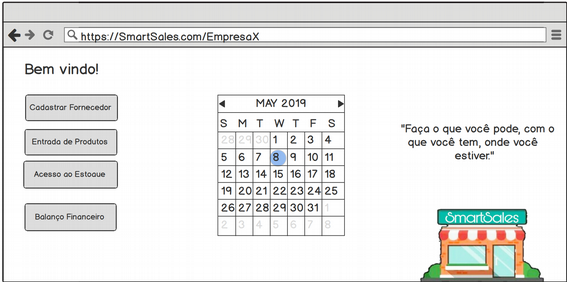 https://SmartSales.com/EmpresaX
Bem vindo!
Cadastrar Fornecedor
Entrada de Produtos
Acesso ao Estoque
Balanço Financeiro
MAY 2019
S M T W T F S
28 29 30 1 2 3 4
5 6 7 8 9 10 11
12 13 14 15 16 17 18
19 20 21 22 23 24 25
26 27 28 29 30 31 1
2 3 4 5 6 7 8
"Faça o que você pode, com o
que você tem, onde você
estiver."
SmartSales